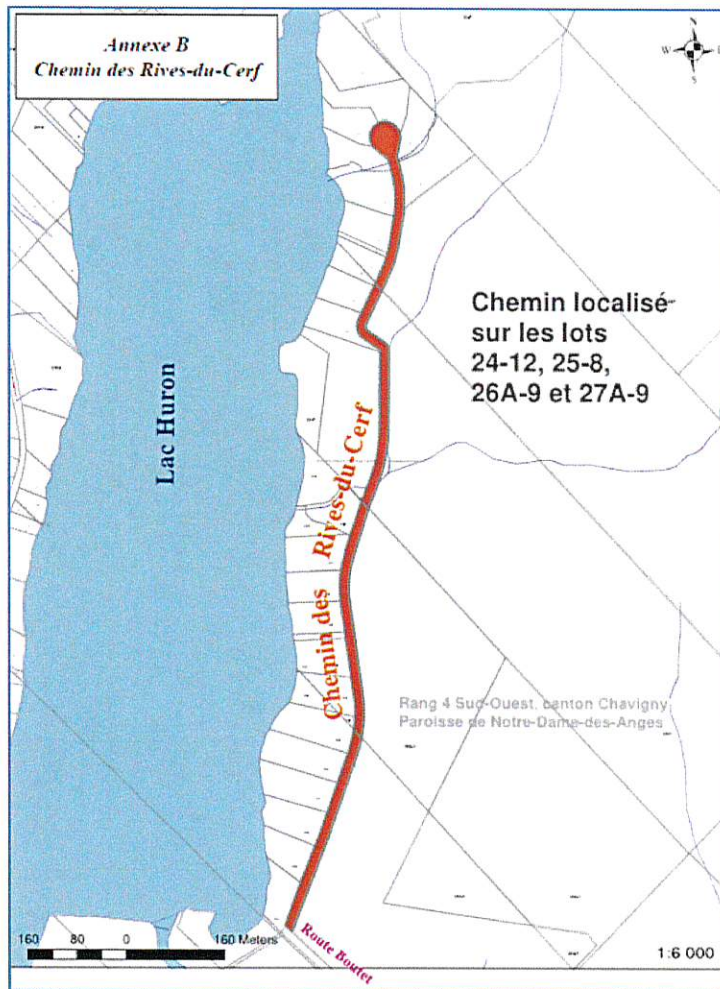 Annexe B
Chemin des Rives-du-Cerf
N
W
E
S
Chemin localisé
sur les lots
24-12, 25-8,
26A-9 et 27A-9
Lac Huron
Chemin des Rives-du-Cerf
Rang 4 Sud-Ouest, canton Chavigny
Paroisse de Notre-Dame-des-Anges
Route Boutet
160 80 0 160 Meters
1:6 000